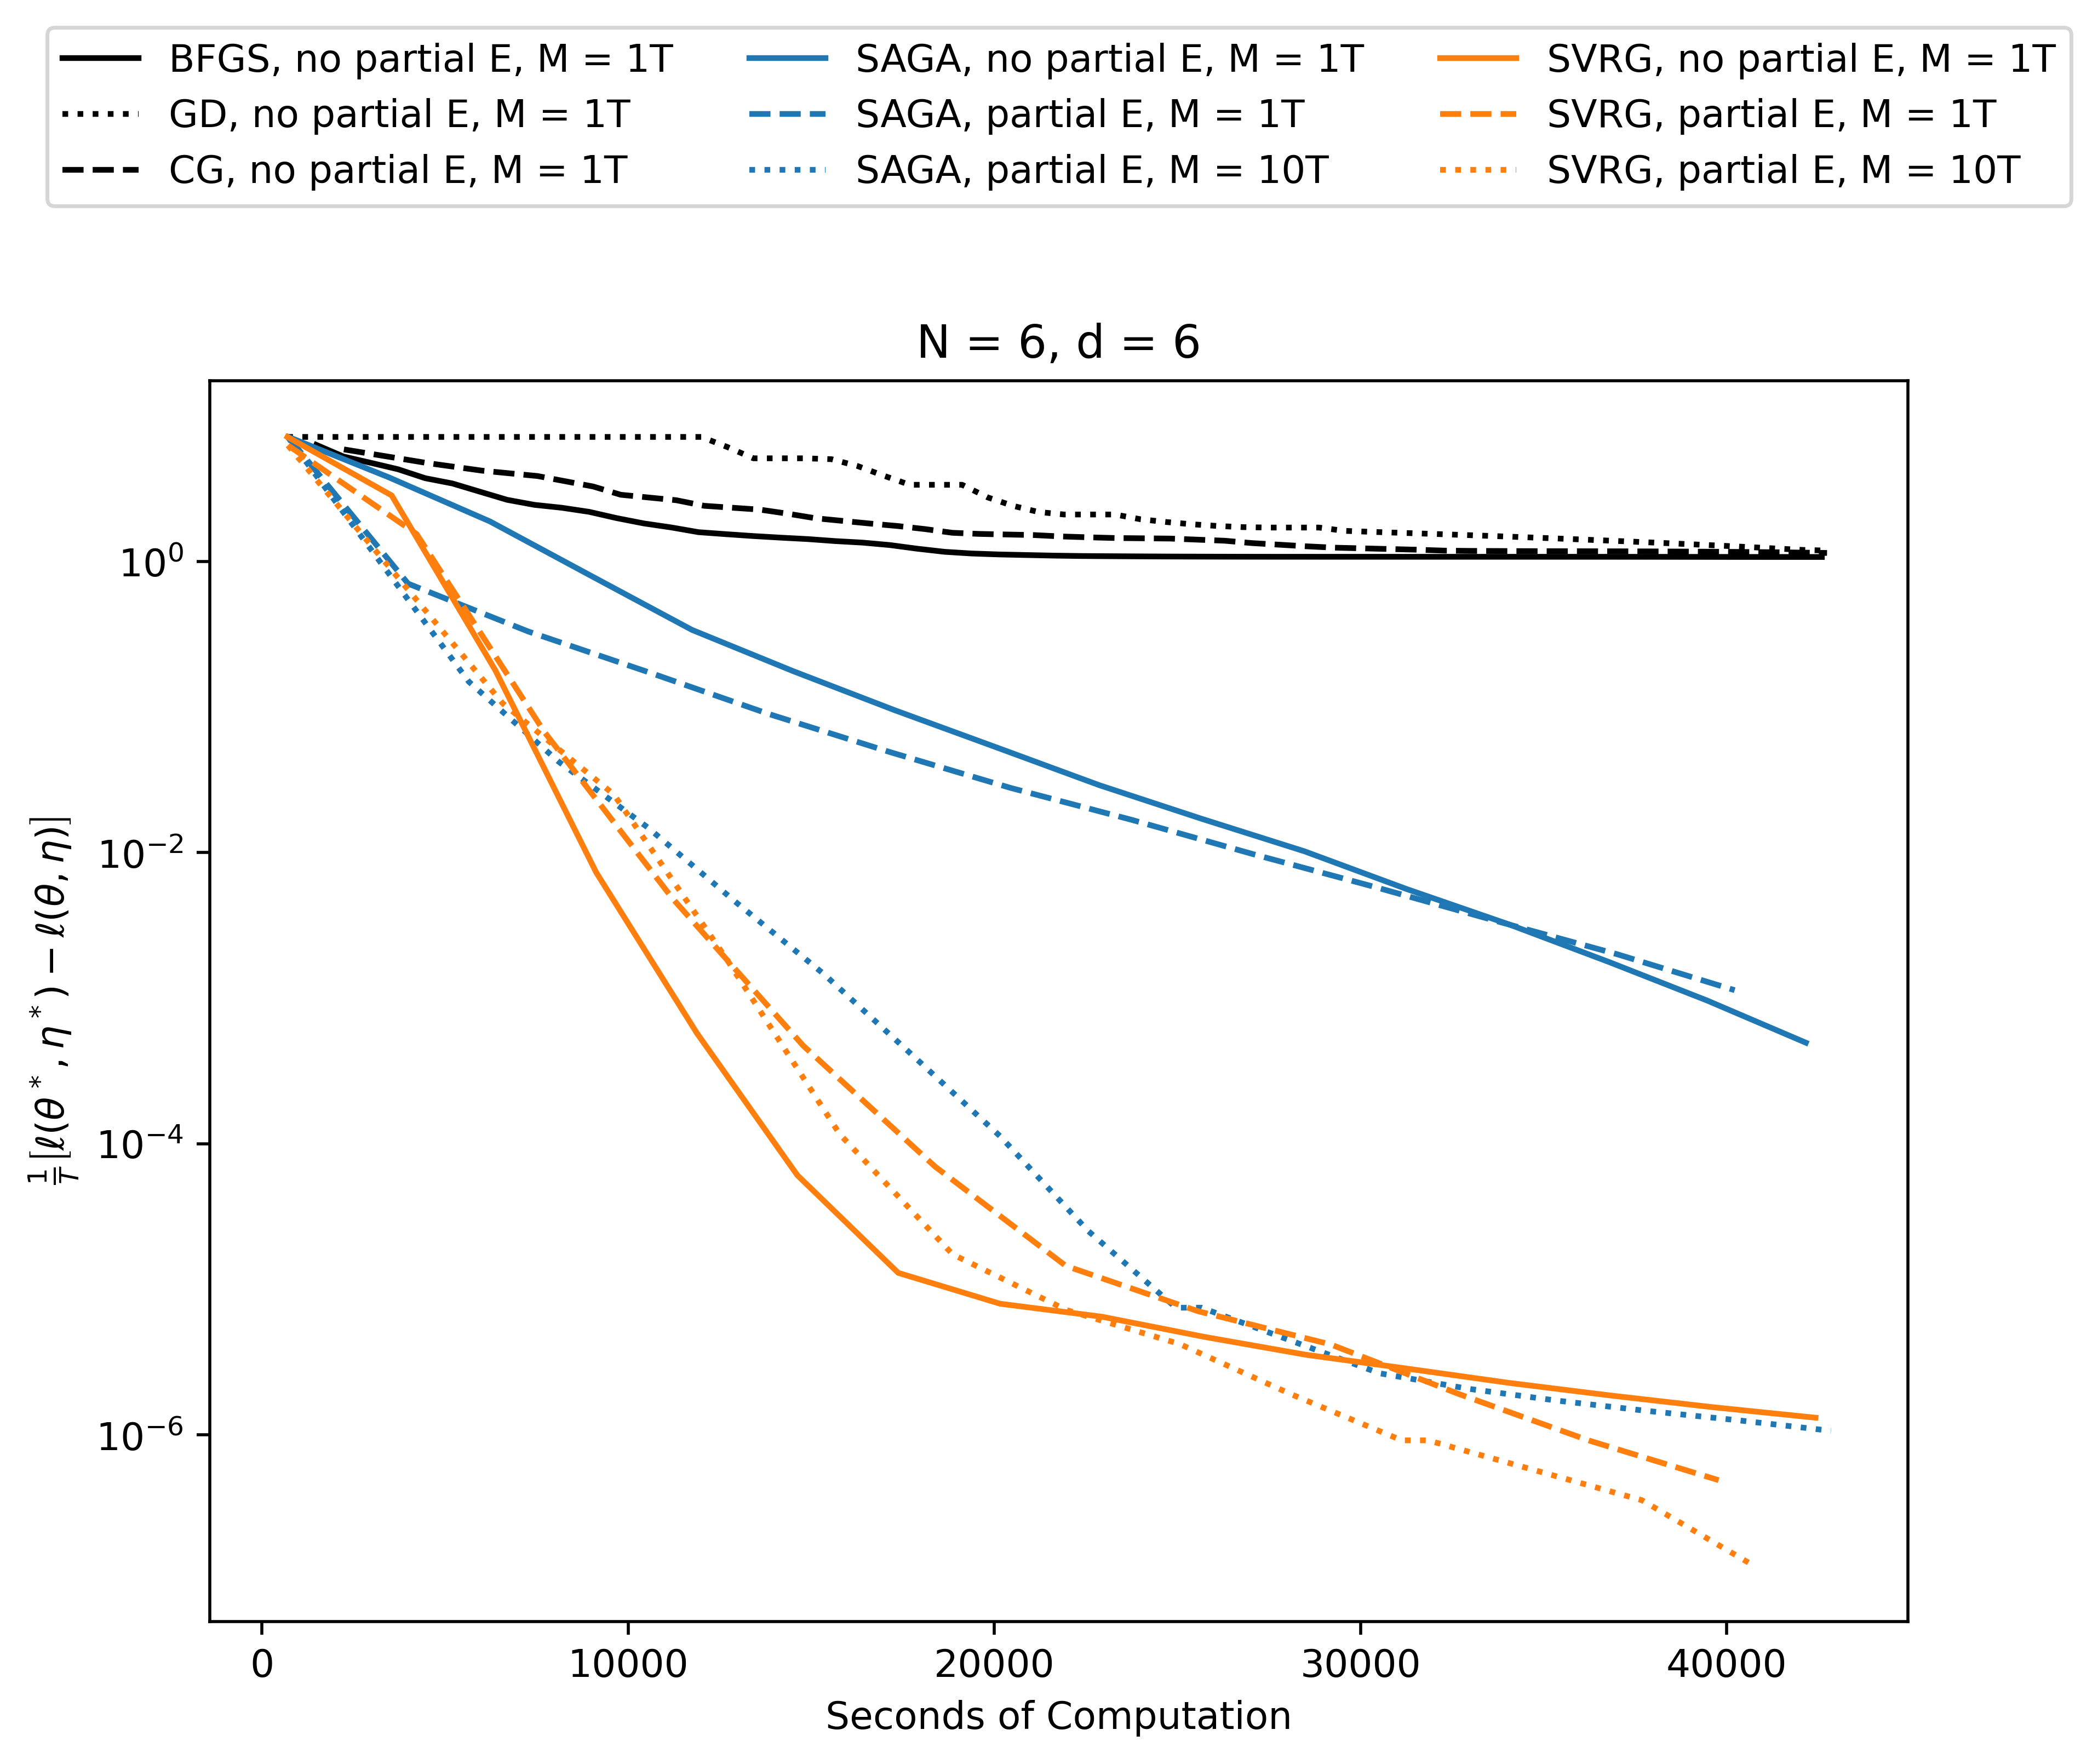 BFGS, no partial E, M = 1T
GD, no partial E, M = 1T
CG, no partial E, M = 1T
SAGA, no partial E, M = 1T
SAGA, partial E, M = 1T
SAGA, partial E, M = 10T
SVRG, no partial E, M = 1T
SVRG, partial E, M = 1T
SVRG, partial E, M = 10T
N = 6, d = 6
10⁰
10⁻²
10⁻⁴
10⁻⁶
1/T [ℓ(θ*, η*) − ℓ(θ, η)]
0 10000 20000 30000 40000
Seconds of Computation